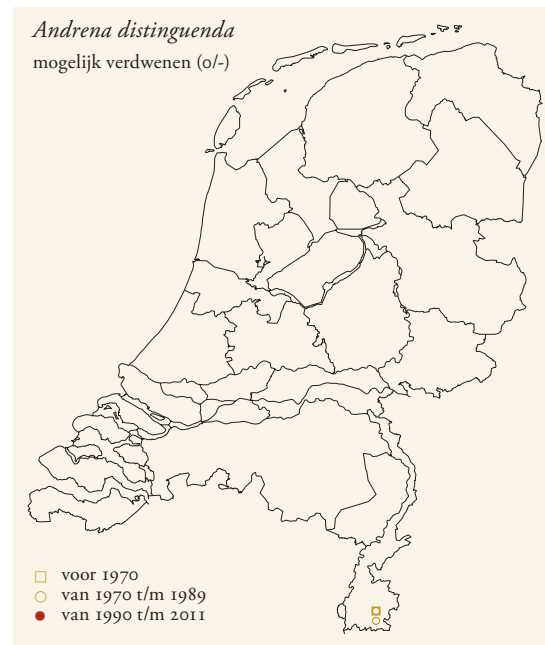 Andrena distinguenda
mogelijk verdwenen (0/-)
voor 1970
van 1970 t/m 1989
van 1990 t/m 2011